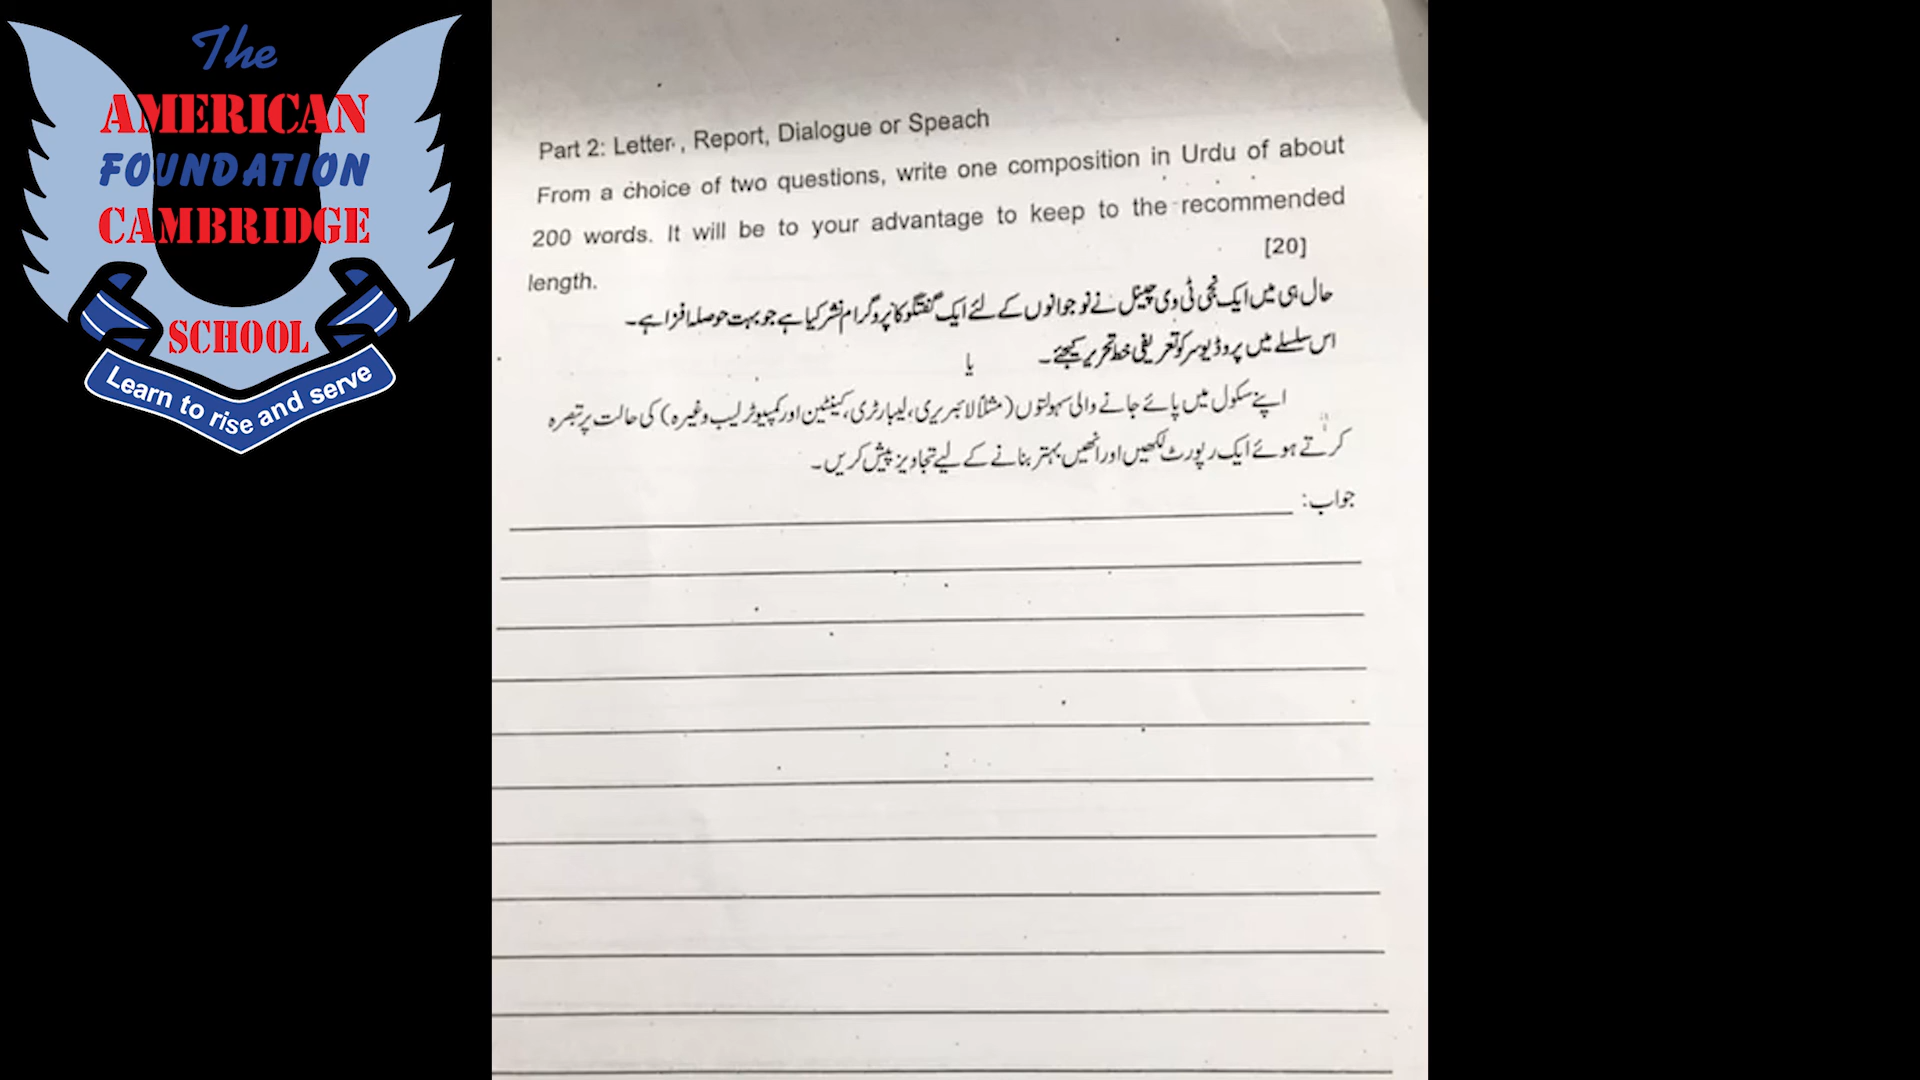 The
AMERICAN
FOUNDATION
CAMBRIDGE
SCHOOL
Learn to rise and serve
Part 2: Letter , Report, Dialogue or Speach
From a choice of two questions, write one composition in Urdu of about
200 words. It will be to your advantage to keep to the recommended
length.
[20]
حال ہی میں ایک نجی ٹی وی چینل نے نوجوانوں کے لئے ایک گفتگو کا پروگرام نشر کیا ہے جو بہت حوصلہ افزا ہے۔
اس سلسلے میں پروڈیوسر کو تعریفی خط تحریر کیجئے۔
یا
اپنے سکول میں پائے جانے والی سہولتوں (مثلاً لائبریری، لیبارٹری، کینٹین اور کمپیوٹر لیب وغیرہ) کی حالت پر تبصرہ
کرتے ہوئے ایک رپورٹ لکھیں اور انھیں بہتر بنانے کے لیے تجاویز پیش کریں۔
جواب: